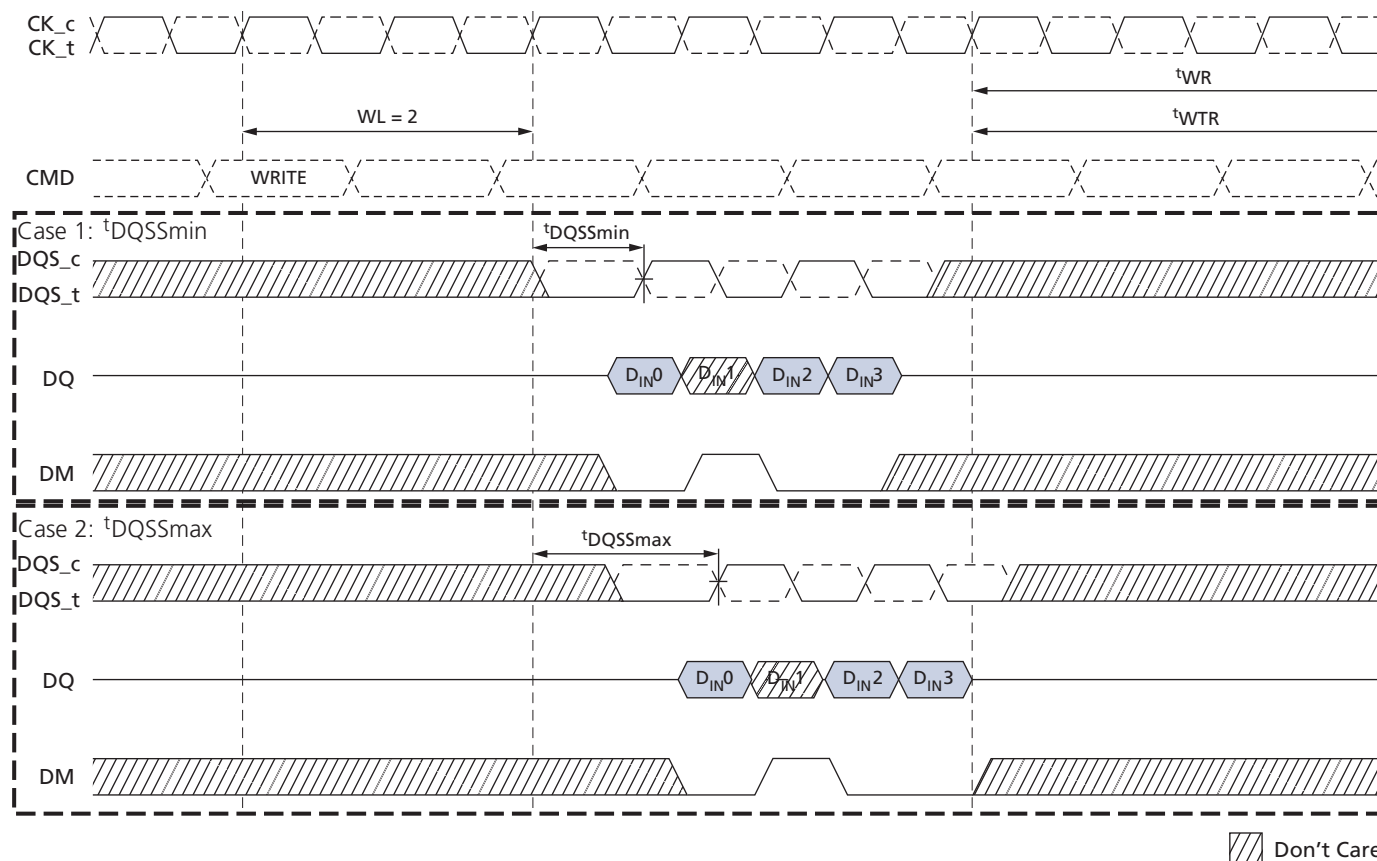 CK_c
CK_t
tWR
WL = 2
tWTR
CMD
WRITE
Case 1: tDQSSmin
tDQSSmin
DQS_c
DQS_t
DQ
DIN0 DIN1 DIN2 DIN3
DM
Case 2: tDQSSmax
tDQSSmax
DQS_c
DQS_t
DQ
DIN0 DIN1 DIN2 DIN3
DM
Don't Care